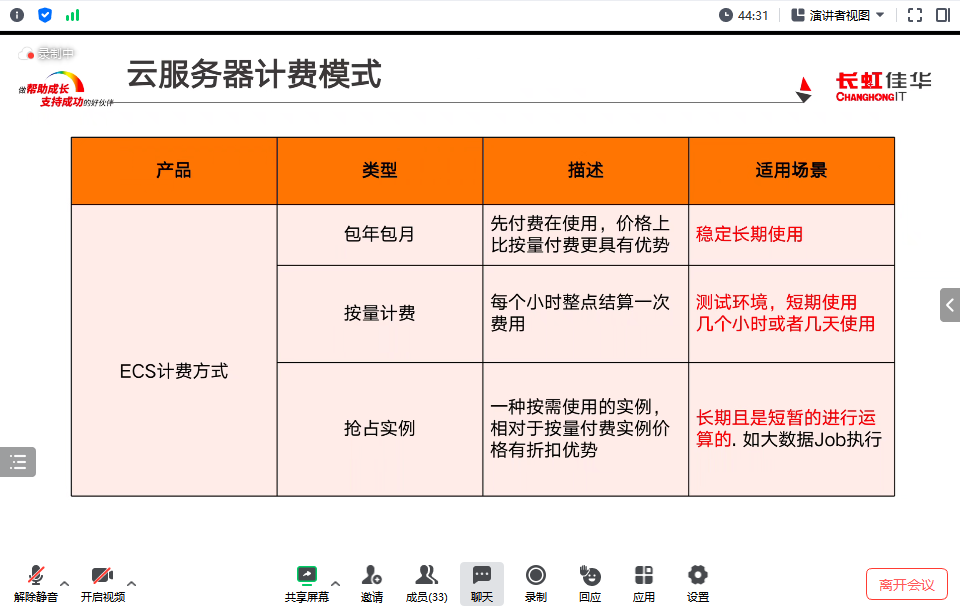 44:31
演讲者视图
录制中
做帮助成长
支持成功的好伙伴
云服务器计费模式
长虹佳华
CHANGHONGIT
产品
类型
描述
适用场景
ECS计费方式
包年包月
先付费在使用，价格上
比按量付费更具有优势
稳定长期使用
按量计费
每个小时整点结算一次
费用
测试环境，短期使用
几个小时或者几天使用
抢占实例
一种按需使用的实例，
相对于按量付费实例价
格有折扣优势
长期且是短暂的进行运
算的. 如大数据Job执行
解除静音
开启视频
共享屏幕
邀请
成员(33)
聊天
录制
回应
应用
设置
离开会议